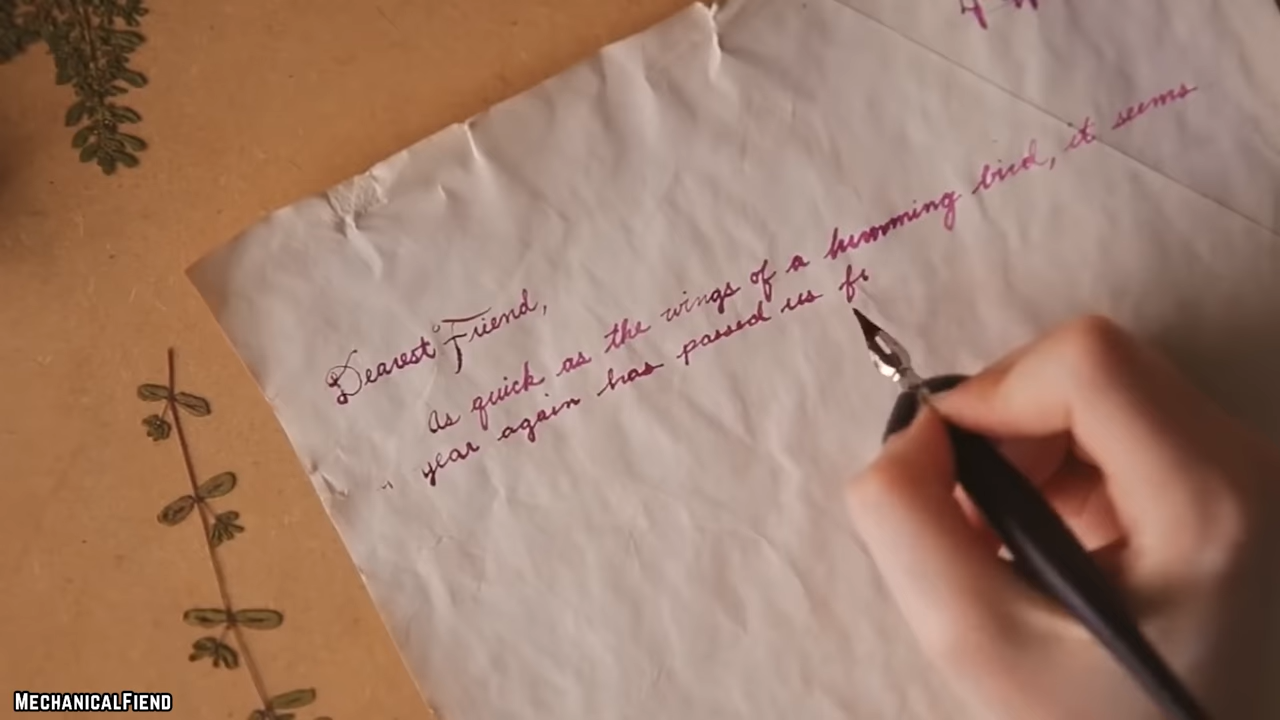 Dearest Friend,
As quick as the wings of a humming bird, it seems
year again has passed us
MECHANICALFIEND